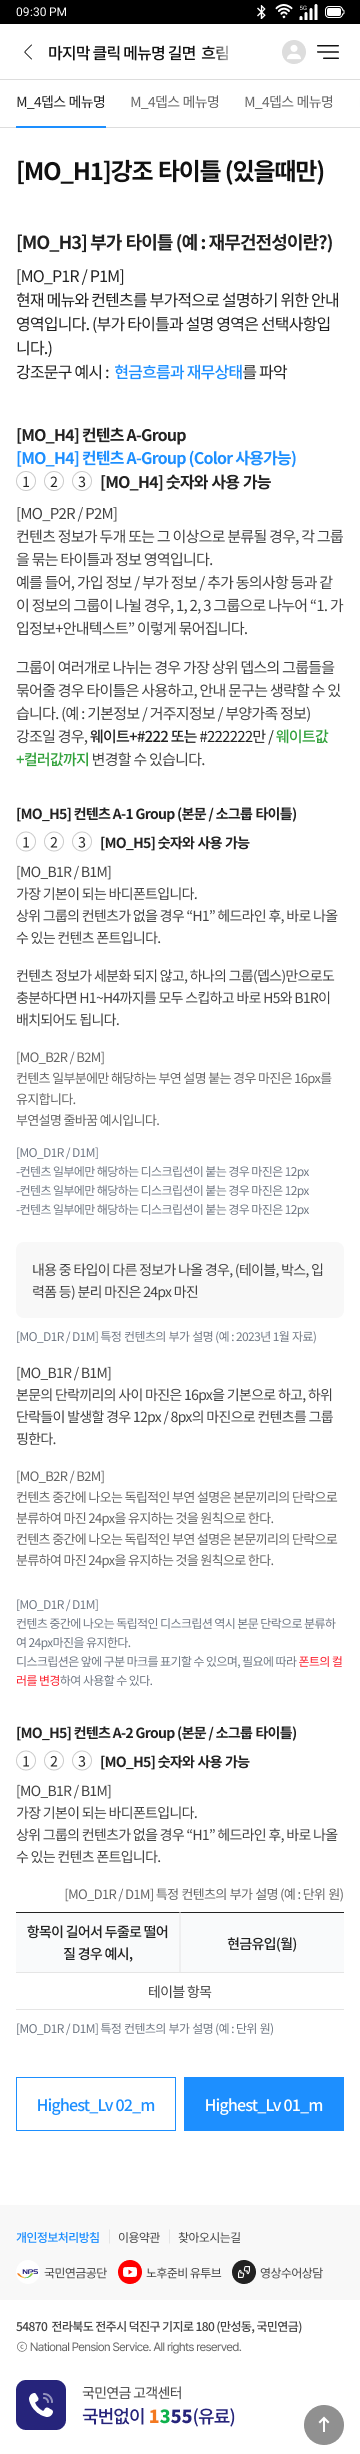 09:30 PM
5G
마지막 클릭 메뉴명 길면 흐림
M_4뎁스 메뉴명 M_4뎁스 메뉴명 M_4뎁스 메뉴명
[MO_H1]강조 타이틀 (있을때만)
[MO_H3] 부가 타이틀 (예 : 재무건전성이란?)
[MO_P1R / P1M]
현재 메뉴와 컨텐츠를 부가적으로 설명하기 위한 안내
영역입니다. (부가 타이틀과 설명 영역은 선택사항입
니다.)
강조문구 예시 : 현금흐름과 재무상태를 파악
[MO_H4] 컨텐츠 A-Group
[MO_H4] 컨텐츠 A-Group (Color 사용가능)
1 2 3 [MO_H4] 숫자와 사용 가능
[MO_P2R / P2M]
컨텐츠 정보가 두개 또는 그 이상으로 분류될 경우, 각 그룹
을 묶는 타이틀과 정보 영역입니다.
예를 들어, 가입 정보 / 부가 정보 / 추가 동의사항 등과 같
이 정보의 그룹이 나뉠 경우, 1, 2, 3 그룹으로 나누어 “1. 가
입정보+안내텍스트” 이렇게 묶어집니다.
그룹이 여러개로 나뉘는 경우 가장 상위 뎁스의 그룹들을
묶어줄 경우 타이틀은 사용하고, 안내 문구는 생략할 수 있
습니다. (예 : 기본정보 / 거주지정보 / 부양가족 정보)
강조일 경우, 웨이트+#222 또는 #222222만 / 웨이트값
+컬러값까지 변경할 수 있습니다.
[MO_H5] 컨텐츠 A-1 Group (본문 / 소그룹 타이틀)
1 2 3 [MO_H5] 숫자와 사용 가능
[MO_B1R / B1M]
가장 기본이 되는 바디폰트입니다.
상위 그룹의 컨텐츠가 없을 경우 “H1” 헤드라인 후, 바로 나올
수 있는 컨텐츠 폰트입니다.
컨텐츠 정보가 세분화 되지 않고, 하나의 그룹(뎁스)만으로도
충분하다면 H1~H4까지를 모두 스킵하고 바로 H5와 B1R이
배치되어도 됩니다.
[MO_B2R / B2M]
컨텐츠 일부분에만 해당하는 부연 설명 붙는 경우 마진은 16px를
유지합니다.
부연설명 줄바꿈 예시입니다.
[MO_D1R / D1M]
-컨텐츠 일부에만 해당하는 디스크립션이 붙는 경우 마진은 12px
-컨텐츠 일부에만 해당하는 디스크립션이 붙는 경우 마진은 12px
-컨텐츠 일부에만 해당하는 디스크립션이 붙는 경우 마진은 12px
내용 중 타입이 다른 정보가 나올 경우, (테이블, 박스, 입
력폼 등) 분리 마진은 24px 마진
[MO_D1R / D1M] 특정 컨텐츠의 부가 설명 (예 : 2023년 1월 자료)
[MO_B1R / B1M]
본문의 단락끼리의 사이 마진은 16px을 기본으로 하고, 하위
단락들이 발생할 경우 12px / 8px의 마진으로 컨텐츠를 그룹
핑한다.
[MO_B2R / B2M]
컨텐츠 중간에 나오는 독립적인 부연 설명은 본문끼리의 단락으로
분류하여 마진 24px을 유지하는 것을 원칙으로 한다.
컨텐츠 중간에 나오는 독립적인 부연 설명은 본문끼리의 단락으로
분류하여 마진 24px을 유지하는 것을 원칙으로 한다.
[MO_D1R / D1M]
컨텐츠 중간에 나오는 독립적인 디스크립션 역시 본문 단락으로 분류하
여 24px마진을 유지한다.
디스크립션은 앞에 구분 마크를 표기할 수 있으며, 필요에 따라 폰트의 컬
러를 변경하여 사용할 수 있다.
[MO_H5] 컨텐츠 A-2 Group (본문 / 소그룹 타이틀)
1 2 3 [MO_H5] 숫자와 사용 가능
[MO_B1R / B1M]
가장 기본이 되는 바디폰트입니다.
상위 그룹의 컨텐츠가 없을 경우 “H1” 헤드라인 후, 바로 나올
수 있는 컨텐츠 폰트입니다.
[MO_D1R / D1M] 특정 컨텐츠의 부가 설명 (예 : 단위 원)
항목이 길어서 두줄로 떨어
질 경우 예시,
현금유입(월)
테이블 항목
[MO_D1R / D1M] 특정 컨텐츠의 부가 설명 (예 : 단위 원)
Highest_Lv 02_m Highest_Lv 01_m
개인정보처리방침 이용약관 찾아오시는길
NPS 국민연금공단 노후준비 유투브 영상수어상담
54870 전라북도 전주시 덕진구 기지로 180 (만성동, 국민연금)
ⓒ National Pension Service. All rights reserved.
국민연금 고객센터
국번없이 1355(유료)